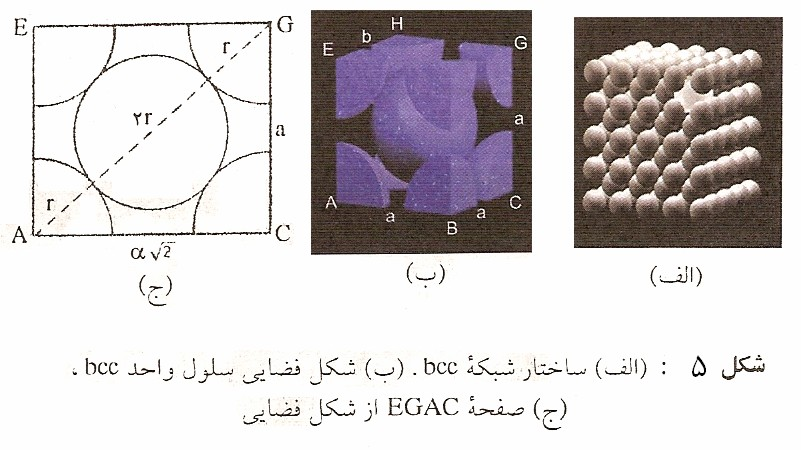 E
G
r
۲r
a
r
A
C
α√2
(ج)
H
b
E
G
a
A
a
B
a
C
(ب)
(الف)
شکل ۵ : (الف) ساختار شبکهٔ bcc. (ب) شکل فضایی سلول واحد bcc،
(ج) صفحهٔ EGAC از شکل فضایی